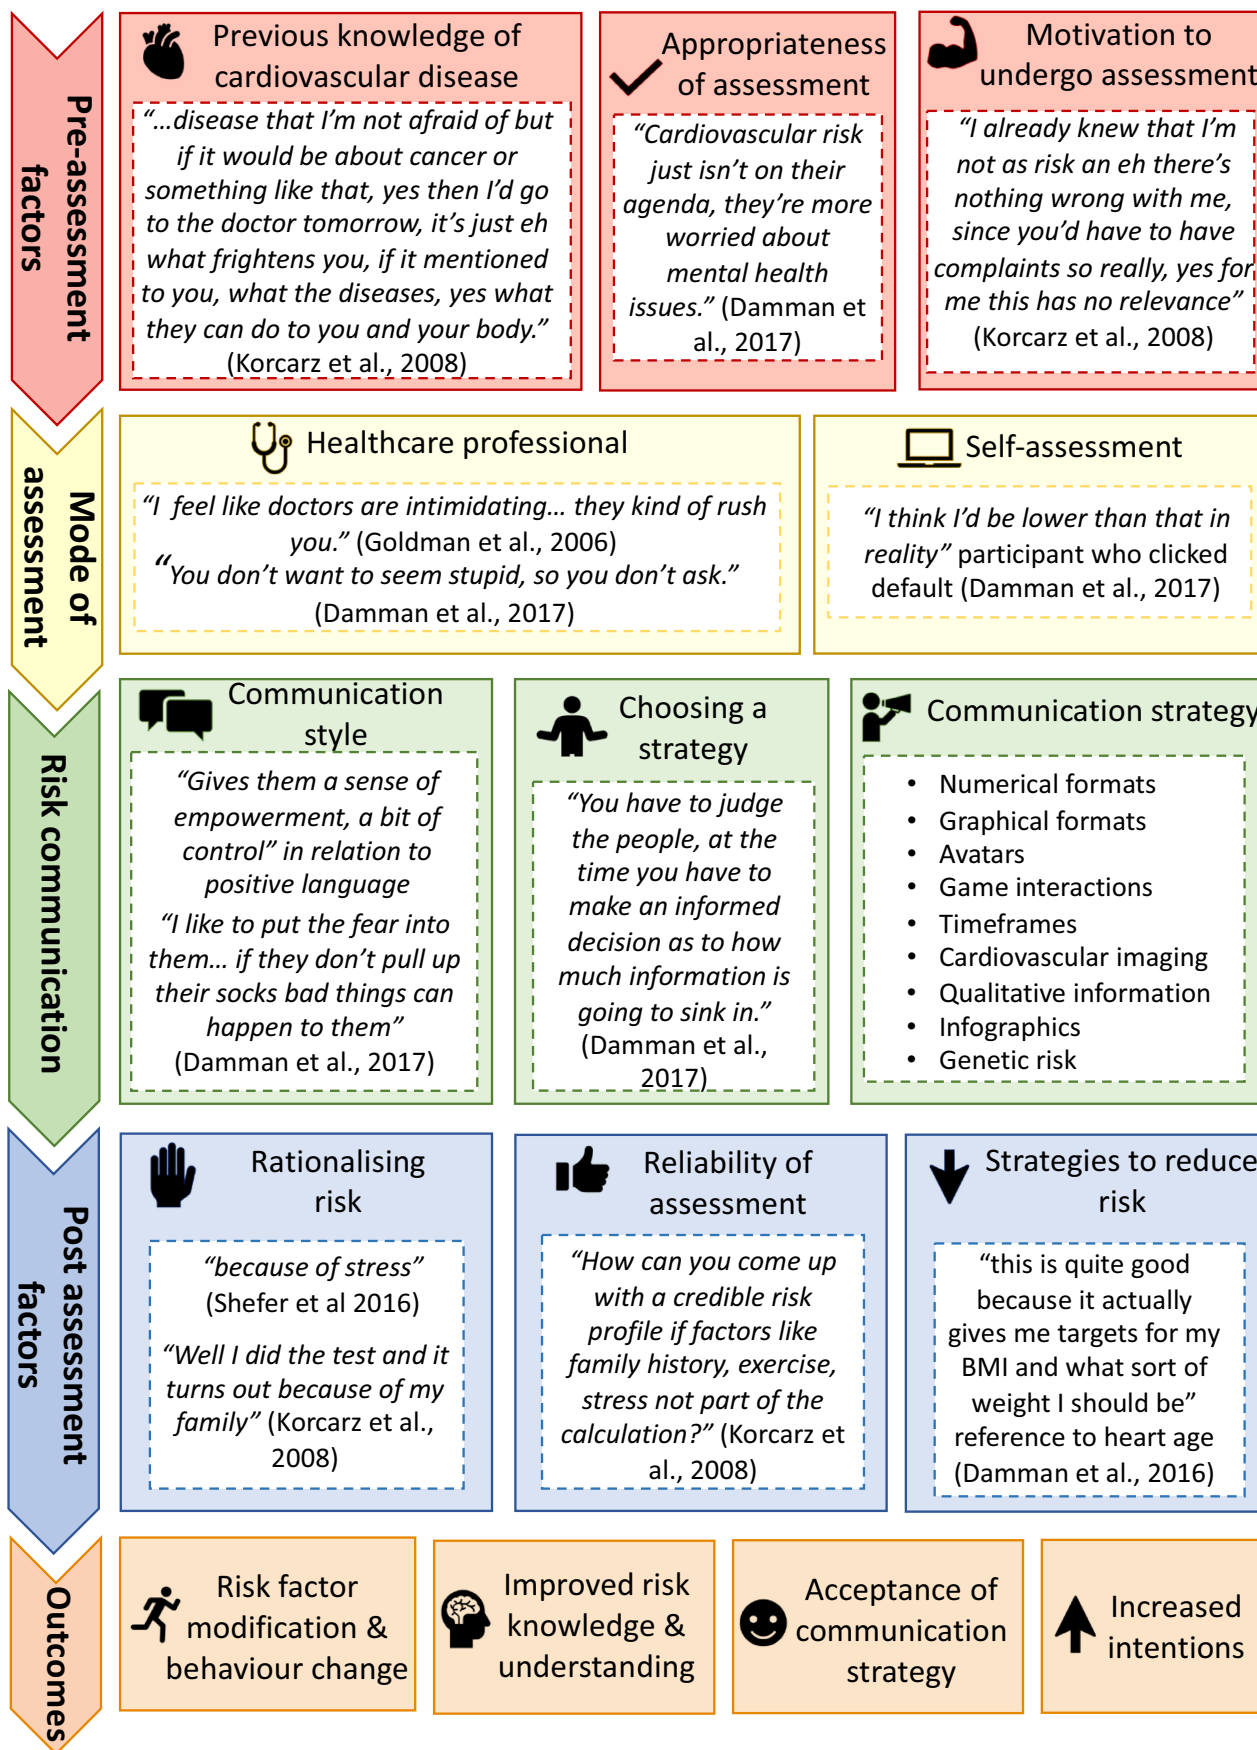 Pre-assessment
factors
Previous knowledge of
cardiovascular disease
“...disease that I’m not afraid of but
if it would be about cancer or
something like that, yes then I’d go
to the doctor tomorrow, it’s just eh
what frightens you, if it mentioned
to you, what the diseases, yes what
they can do to you and your body.”
(Korcarz et al., 2008)
Appropriateness
of assessment
“Cardiovascular risk
just isn’t on their
agenda, they’re more
worried about
mental health
issues.” (Damman et
al., 2017)
Motivation to
undergo assessment
“I already knew that I’m
not as risk an eh there’s
nothing wrong with me,
since you’d have to have
complaints so really, yes for
me this has no relevance”
(Korcarz et al., 2008)
Mode of
assessment
Healthcare professional
“I feel like doctors are intimidating... they kind of rush
you.” (Goldman et al., 2006)
“You don’t want to seem stupid, so you don’t ask.”
(Damman et al., 2017)
Self-assessment
“I think I’d be lower than that in
reality” participant who clicked
default (Damman et al., 2017)
Risk communication
Communication
style
“Gives them a sense of
empowerment, a bit of
control” in relation to
positive language
“I like to put the fear into
them... if they don’t pull up
their socks bad things can
happen to them”
(Damman et al., 2017)
Choosing a
strategy
“You have to judge
the people, at the
time you have to
make an informed
decision as to how
much information is
going to sink in.”
(Damman et al.,
2017)
Communication strategy
• Numerical formats
• Graphical formats
• Avatars
• Game interactions
• Timeframes
• Cardiovascular imaging
• Qualitative information
• Infographics
• Genetic risk
Post assessment
factors
Rationalising
risk
“because of stress”
(Shefer et al 2016)
“Well I did the test and it
turns out because of my
family” (Korcarz et al.,
2008)
Reliability of
assessment
“How can you come up
with a credible risk
profile if factors like
family history, exercise,
stress not part of the
calculation?” (Korcarz et
al., 2008)
Strategies to reduce
risk
“this is quite good
because it actually
gives me targets for my
BMI and what sort of
weight I should be”
reference to heart age
(Damman et al., 2016)
Outcomes
Risk factor
modification &
behaviour change
Improved risk
knowledge &
understanding
Acceptance of
communication
strategy
Increased
intentions